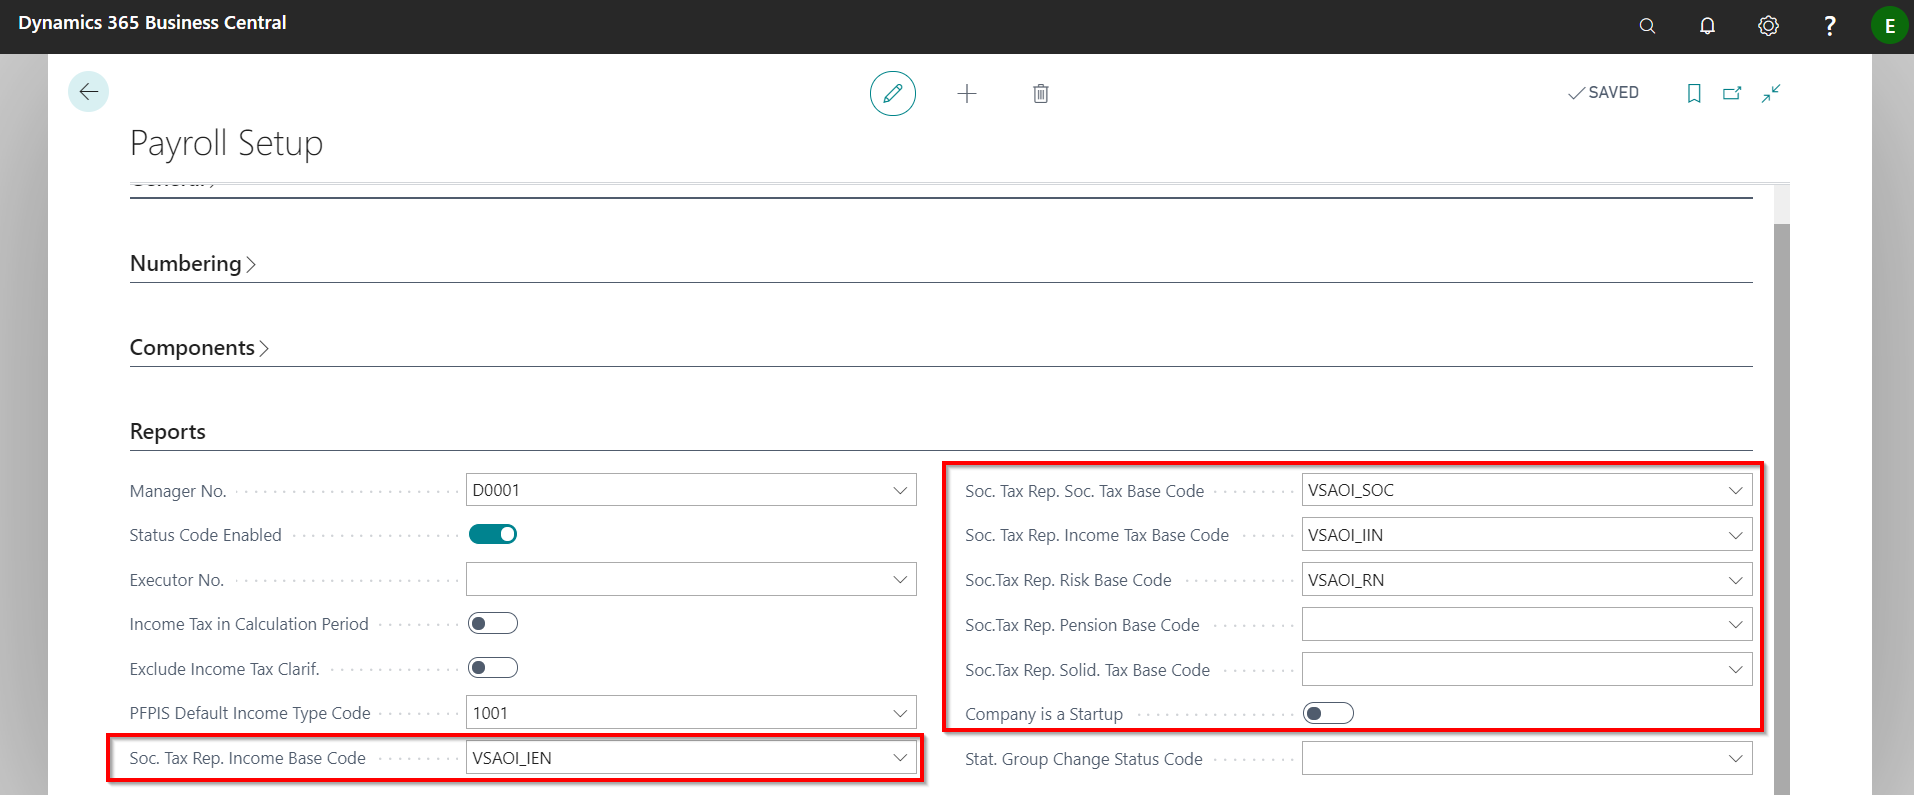 Dynamics 365 Business Central
E
SAVED
Payroll Setup
General
Numbering
Components
Reports
Manager No.
D0001
Status Code Enabled
Executor No.
Income Tax in Calculation Period
Exclude Income Tax Clarif.
PFPIS Default Income Type Code
1001
Soc. Tax Rep. Income Base Code
VSAOI_IEN
Soc. Tax Rep. Soc. Tax Base Code
VSAOI_SOC
Soc. Tax Rep. Income Tax Base Code
VSAOI_IIN
Soc.Tax Rep. Risk Base Code
VSAOI_RN
Soc.Tax Rep. Pension Base Code
Soc.Tax Rep. Solid. Tax Base Code
Company is a Startup
Stat. Group Change Status Code